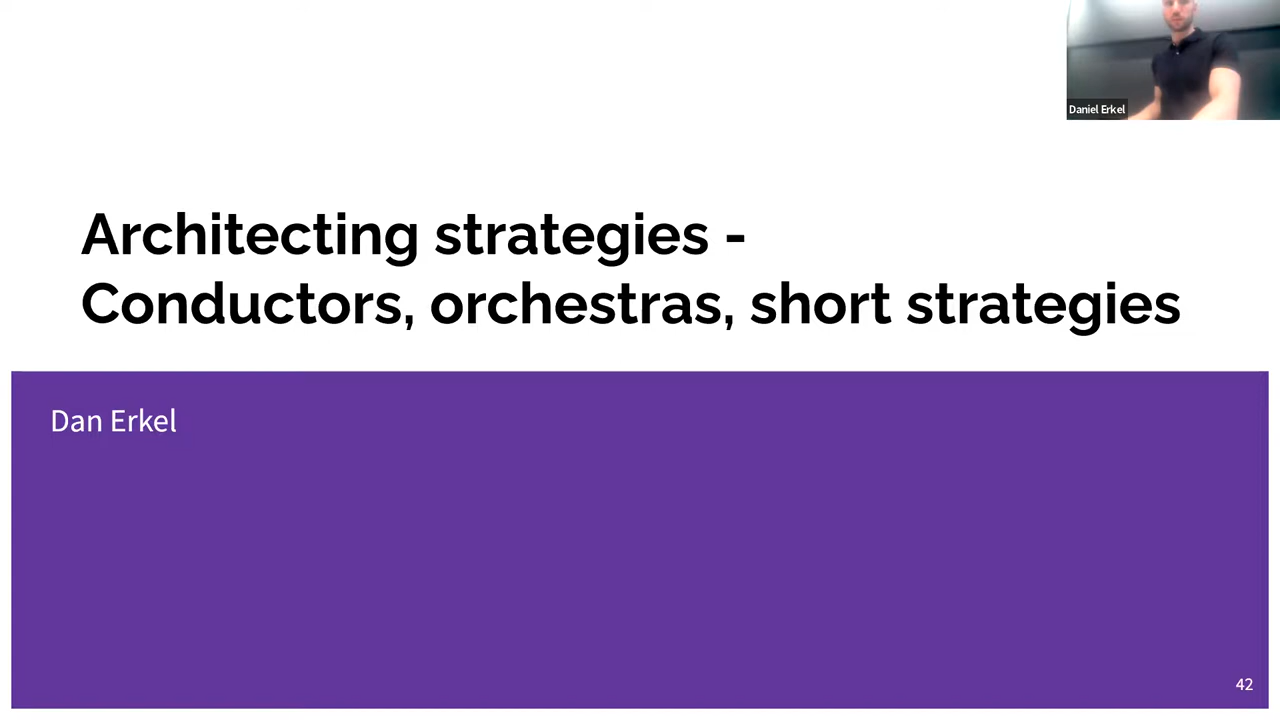 Daniel Erkel
Architecting strategies -
Conductors, orchestras, short strategies
Dan Erkel
42